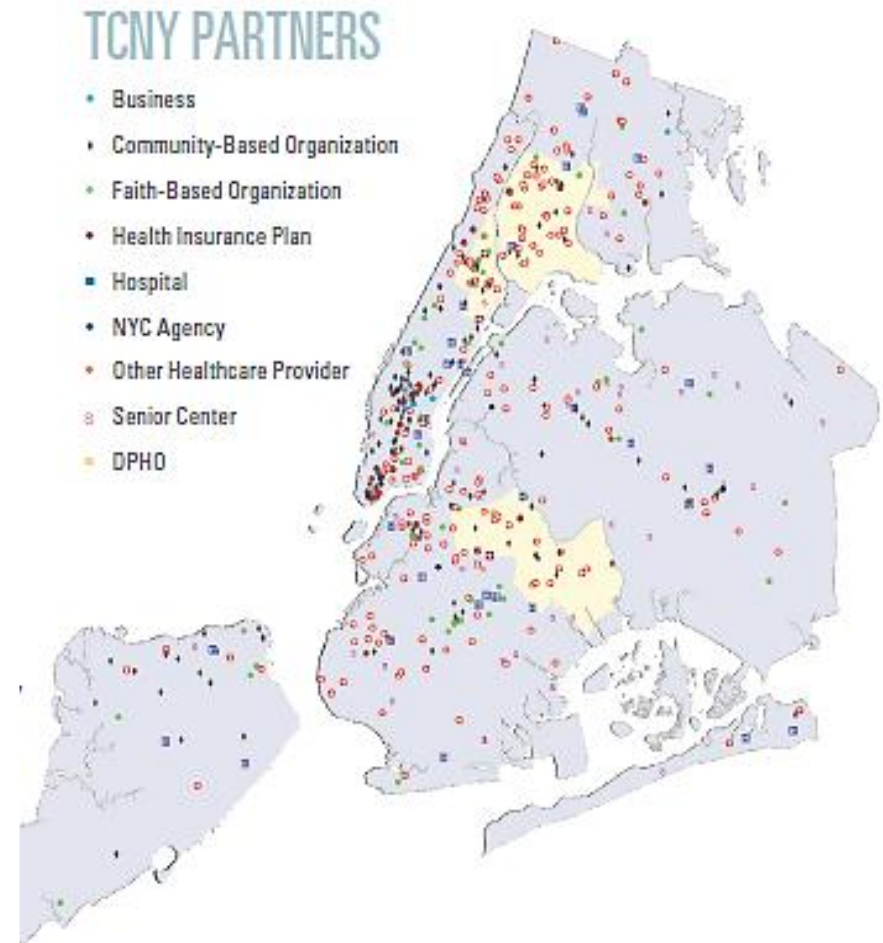 TCNY PARTNERS
Business
Community-Based Organization
Faith-Based Organization
Health Insurance Plan
Hospital
NYC Agency
Other Healthcare Provider
Senior Center
DPHO